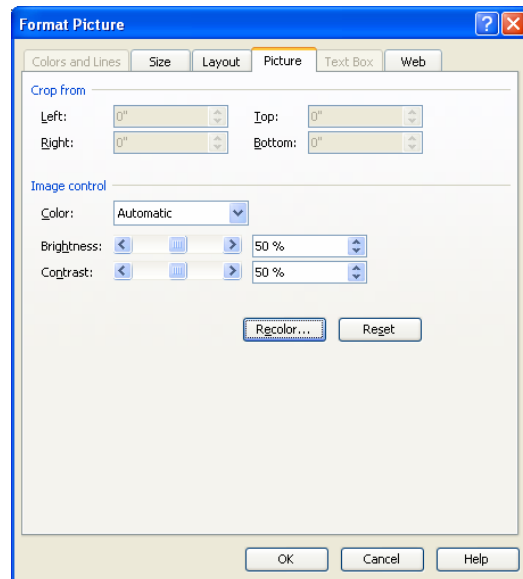 Format Picture
Colors and Lines Size Layout Picture Text Box Web
Crop from
Left: 0" Top: 0"
Right: 0" Bottom: 0"
Image control
Color: Automatic
Brightness: 50 %
Contrast: 50 %
Recolor... Reset
OK Cancel Help